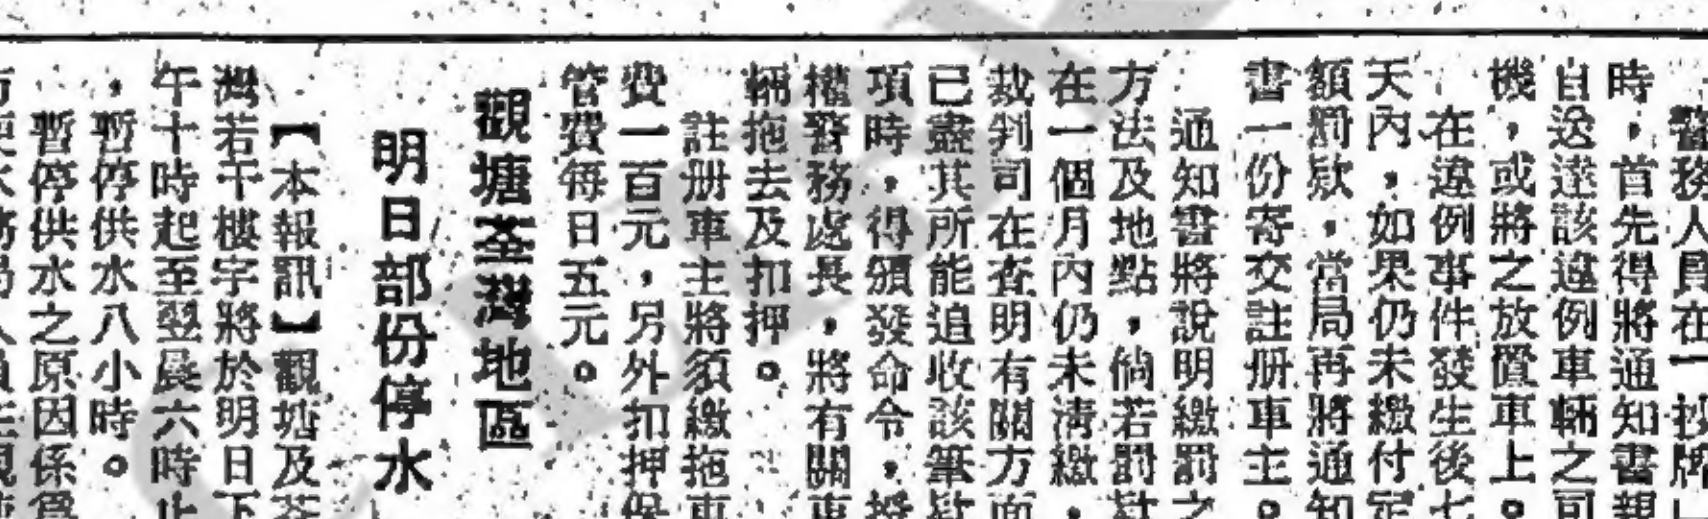 警務人員在一抄牌
時，首先得將通知書親
自送達該違例車輛之司
機，或將之放置車上。
在違例事件發生後七
天內，如果仍未繳付定
額罰欵，當局再將通知
書一份寄交註册車主。
通知書將說明繳罰之
方法及地點，倘若罰欵
在一個月內仍未淸繳，
裁判司在查明有關方面
已盡其所能追收該筆欵
項時，得頒發命令，授
權警務處長，將有關車
輛拖去及扣押。
註册車主將須繳拖車
費一百元，另外扣押保
管費每日五元。
觀塘荃灣地區
明日部份停水
【本報訊】觀塘及荃
灣若干樓宇將於明日下
午十時起至翌晨六時止
，暫停供水八小時。
暫停供水之原因係爲